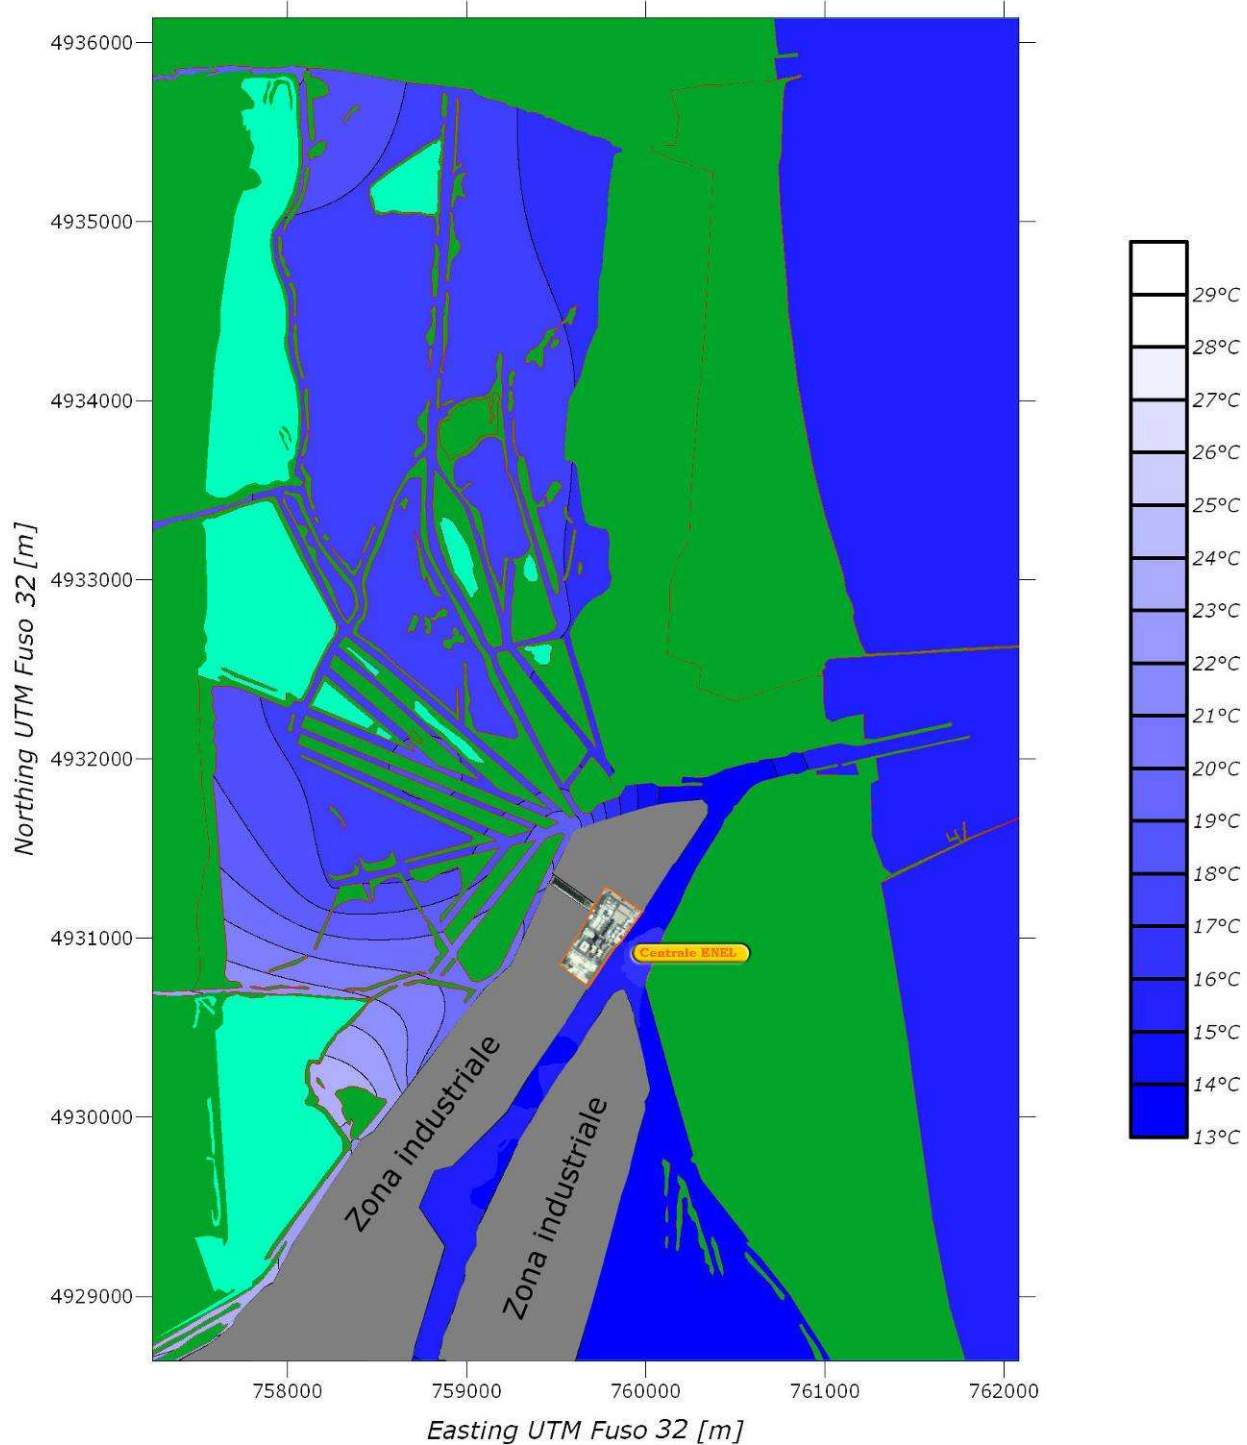 4936000
4935000
4934000
4933000
4932000
4931000
4930000
4929000
Northing UTM Fuso 32 [m]
758000
759000
760000
761000
762000
Easting UTM Fuso 32 [m]
Centrale ENEL
Zona industriale
Zona industriale
29°C
28°C
27°C
26°C
25°C
24°C
23°C
22°C
21°C
20°C
19°C
18°C
17°C
16°C
15°C
14°C
13°C